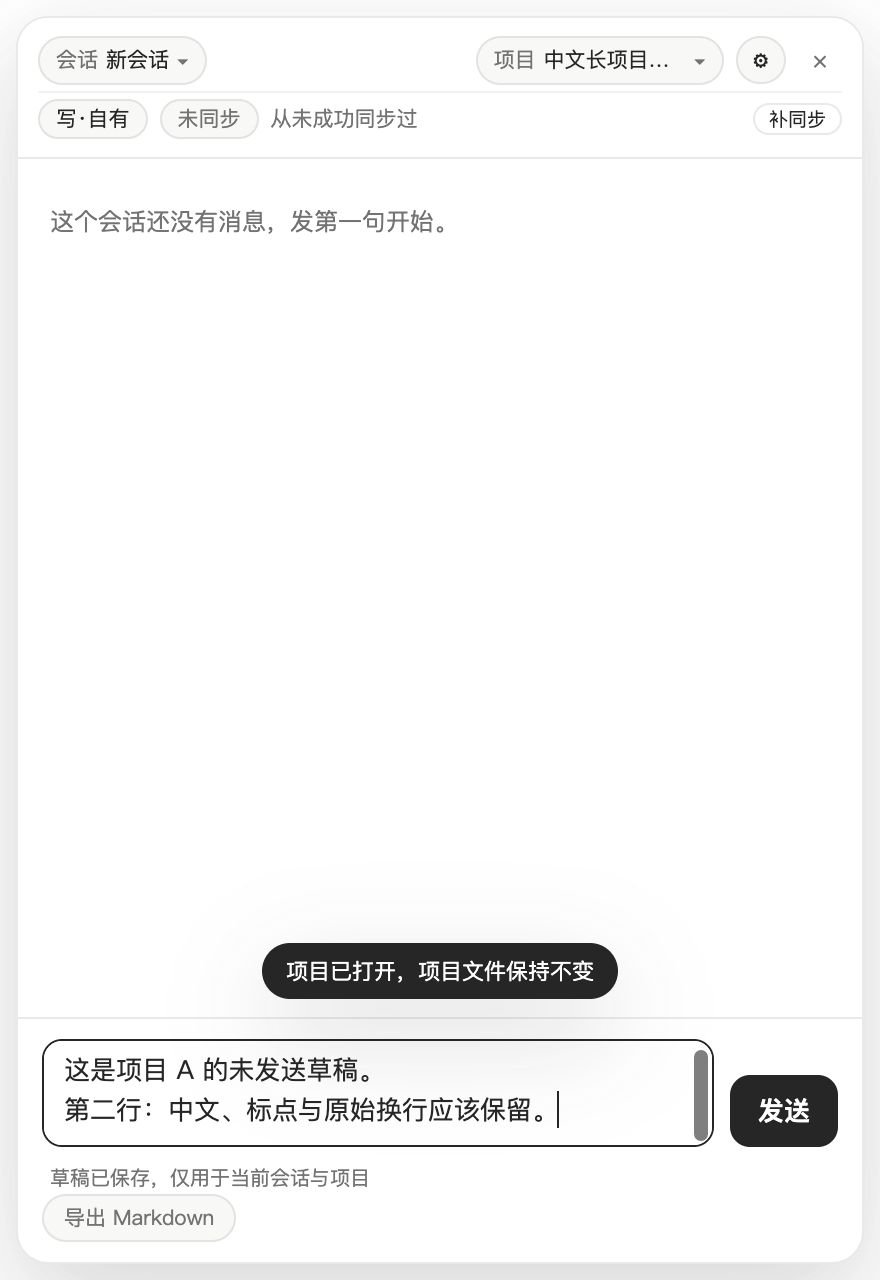 会话 新会话
项目 中文长项目...
写·自有
未同步
从未成功同步过
补同步
这个会话还没有消息，发第一句开始。
项目已打开，项目文件保持不变
这是项目 A 的未发送草稿。
第二行：中文、标点与原始换行应该保留。
发送
草稿已保存，仅用于当前会话与项目
导出 Markdown